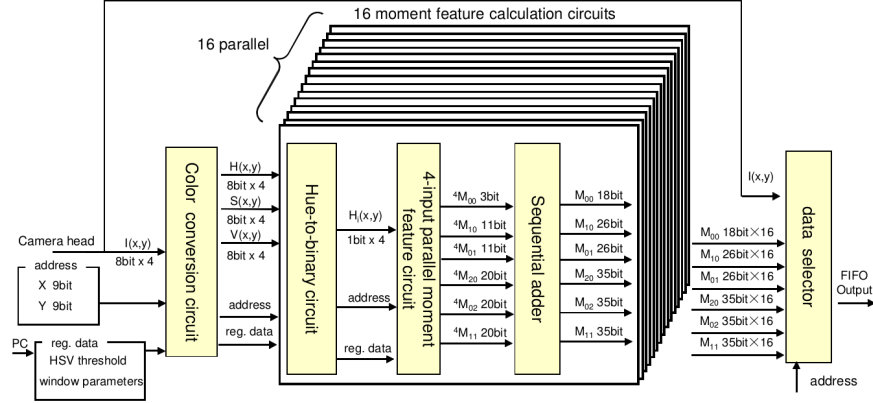 16 moment feature calculation circuits
16 parallel
Camera head
I(x,y)
8bit x 4
address
X 9bit
Y 9bit
PC
reg. data
HSV threshold
window parameters
Color conversion circuit
H(x,y)
8bit x 4
S(x,y)
8bit x 4
V(x,y)
8bit x 4
address
reg. data
Hue-to-binary circuit
Hᵢ(x,y)
1bit x 4
address
reg. data
4-input parallel moment
feature circuit
⁴M₀₀ 3bit
⁴M₁₀ 11bit
⁴M₀₁ 11bit
⁴M₂₀ 20bit
⁴M₀₂ 20bit
⁴M₁₁ 20bit
Sequential adder
M₀₀ 18bit
M₁₀ 26bit
M₀₁ 26bit
M₂₀ 35bit
M₀₂ 35bit
M₁₁ 35bit
I(x,y)
M₀₀ 18bit×16
M₁₀ 26bit×16
M₀₁ 26bit×16
M₂₀ 35bit×16
M₀₂ 35bit×16
M₁₁ 35bit×16
data selector
FIFO
Output
address